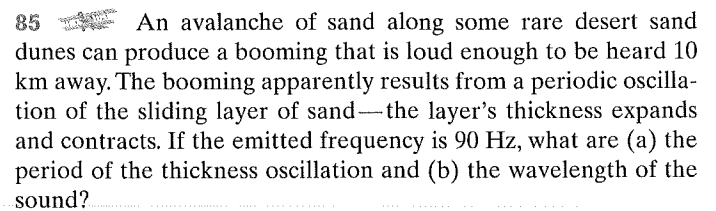 85 An avalanche of sand along some rare desert sand
dunes can produce a booming that is loud enough to be heard 10
km away. The booming apparently results from a periodic oscilla-
tion of the sliding layer of sand—the layer's thickness expands
and contracts. If the emitted frequency is 90 Hz, what are (a) the
period of the thickness oscillation and (b) the wavelength of the
sound?